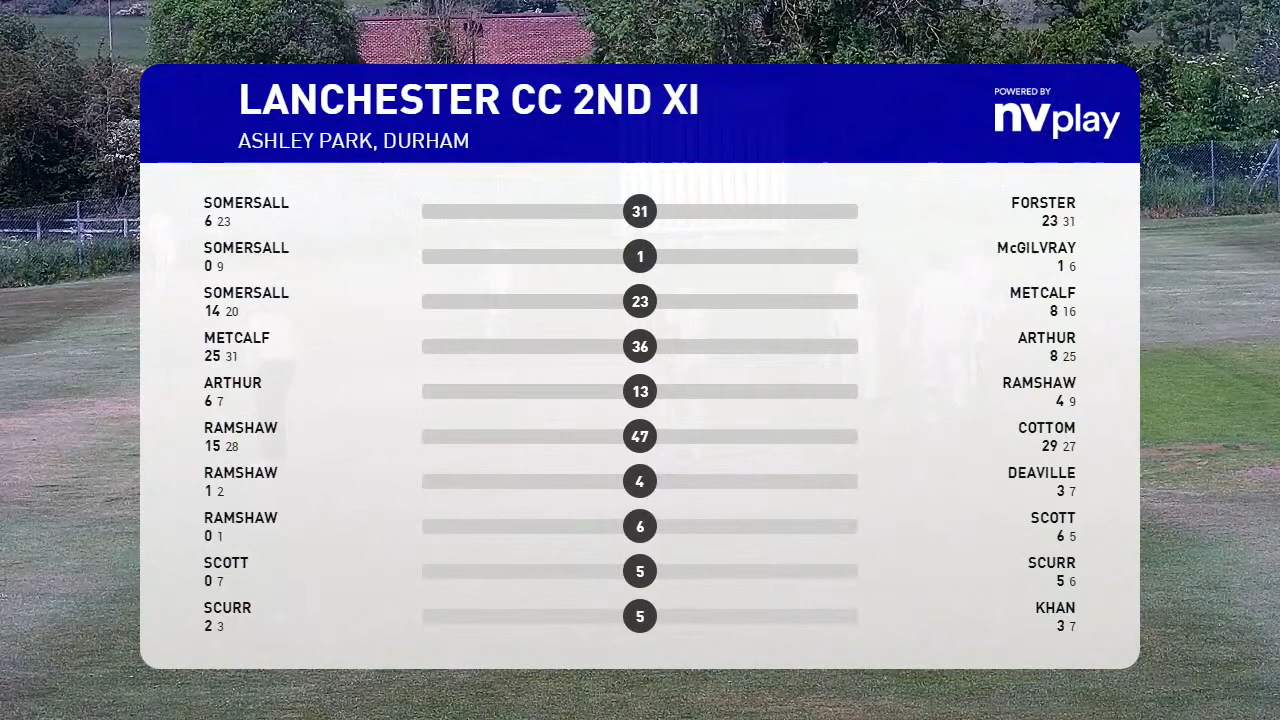 LANCHESTER CC 2ND XI
ASHLEY PARK, DURHAM
POWERED BY
nvplay
SOMERSALL 31 FORSTER
6 23 23 31
SOMERSALL 1 McGILVRAY
0 9 1 6
SOMERSALL 23 METCALF
14 20 8 16
METCALF 36 ARTHUR
25 31 8 25
ARTHUR 13 RAMSHAW
6 7 4 9
RAMSHAW 47 COTTOM
15 28 29 27
RAMSHAW 4 DEAVILLE
1 2 3 7
RAMSHAW 6 SCOTT
0 1 6 5
SCOTT 5 SCURR
0 7 5 6
SCURR 5 KHAN
2 3 3 7